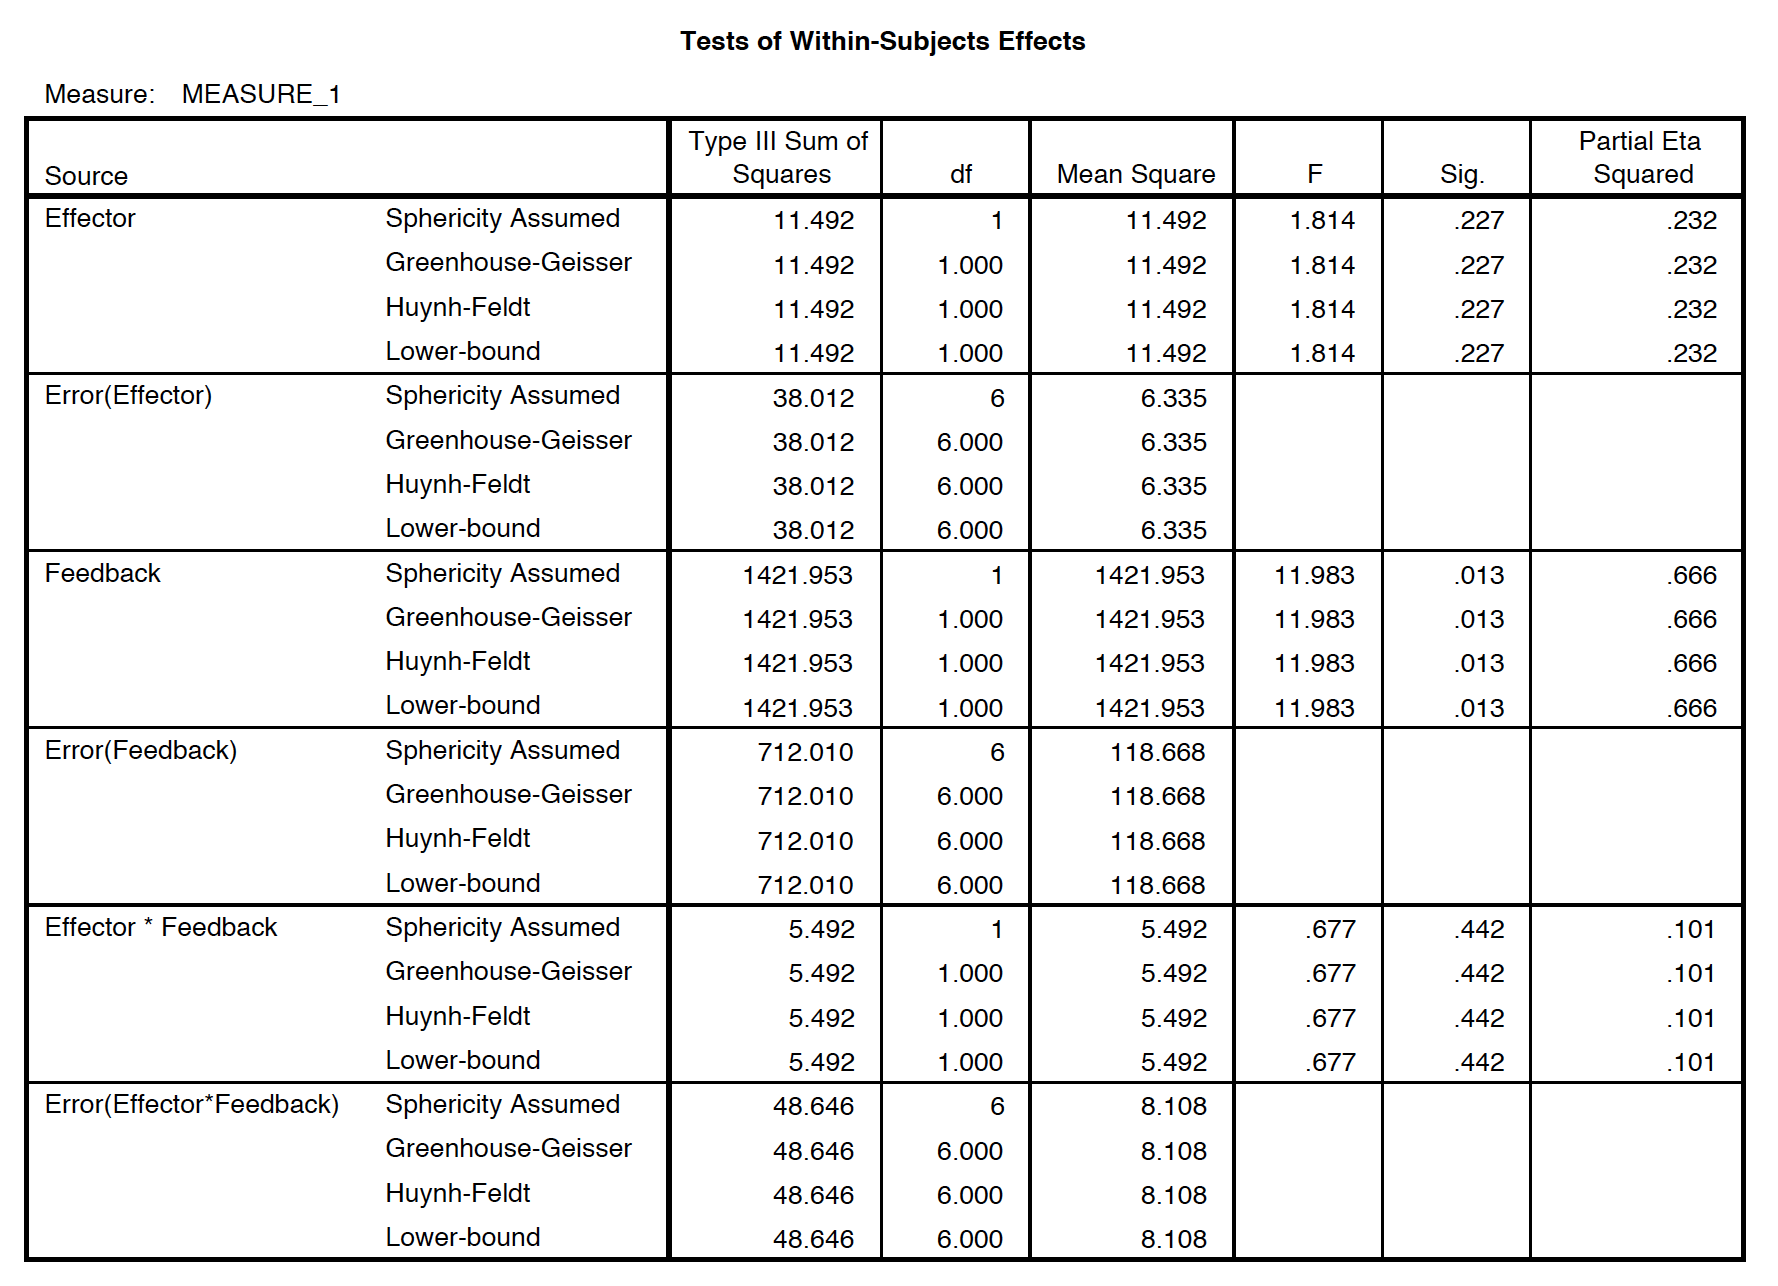 Tests of Within-Subjects Effects
Measure: MEASURE_1
Source Type III Sum of Squares df Mean Square F Sig. Partial Eta Squared
Effector Sphericity Assumed 11.492 1 11.492 1.814 .227 .232
Greenhouse-Geisser 11.492 1.000 11.492 1.814 .227 .232
Huynh-Feldt 11.492 1.000 11.492 1.814 .227 .232
Lower-bound 11.492 1.000 11.492 1.814 .227 .232
Error(Effector) Sphericity Assumed 38.012 6 6.335
Greenhouse-Geisser 38.012 6.000 6.335
Huynh-Feldt 38.012 6.000 6.335
Lower-bound 38.012 6.000 6.335
Feedback Sphericity Assumed 1421.953 1 1421.953 11.983 .013 .666
Greenhouse-Geisser 1421.953 1.000 1421.953 11.983 .013 .666
Huynh-Feldt 1421.953 1.000 1421.953 11.983 .013 .666
Lower-bound 1421.953 1.000 1421.953 11.983 .013 .666
Error(Feedback) Sphericity Assumed 712.010 6 118.668
Greenhouse-Geisser 712.010 6.000 118.668
Huynh-Feldt 712.010 6.000 118.668
Lower-bound 712.010 6.000 118.668
Effector * Feedback Sphericity Assumed 5.492 1 5.492 .677 .442 .101
Greenhouse-Geisser 5.492 1.000 5.492 .677 .442 .101
Huynh-Feldt 5.492 1.000 5.492 .677 .442 .101
Lower-bound 5.492 1.000 5.492 .677 .442 .101
Error(Effector*Feedback) Sphericity Assumed 48.646 6 8.108
Greenhouse-Geisser 48.646 6.000 8.108
Huynh-Feldt 48.646 6.000 8.108
Lower-bound 48.646 6.000 8.108